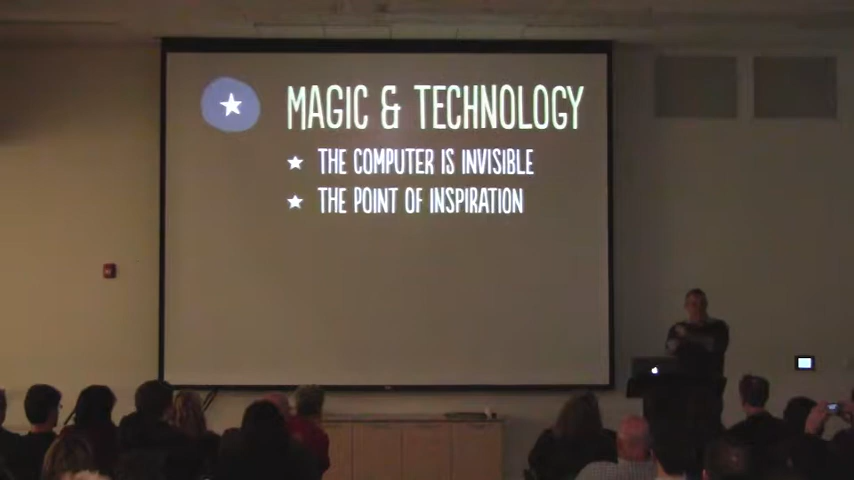 MAGIC & TECHNOLOGY
THE COMPUTER IS INVISIBLE
THE POINT OF INSPIRATION